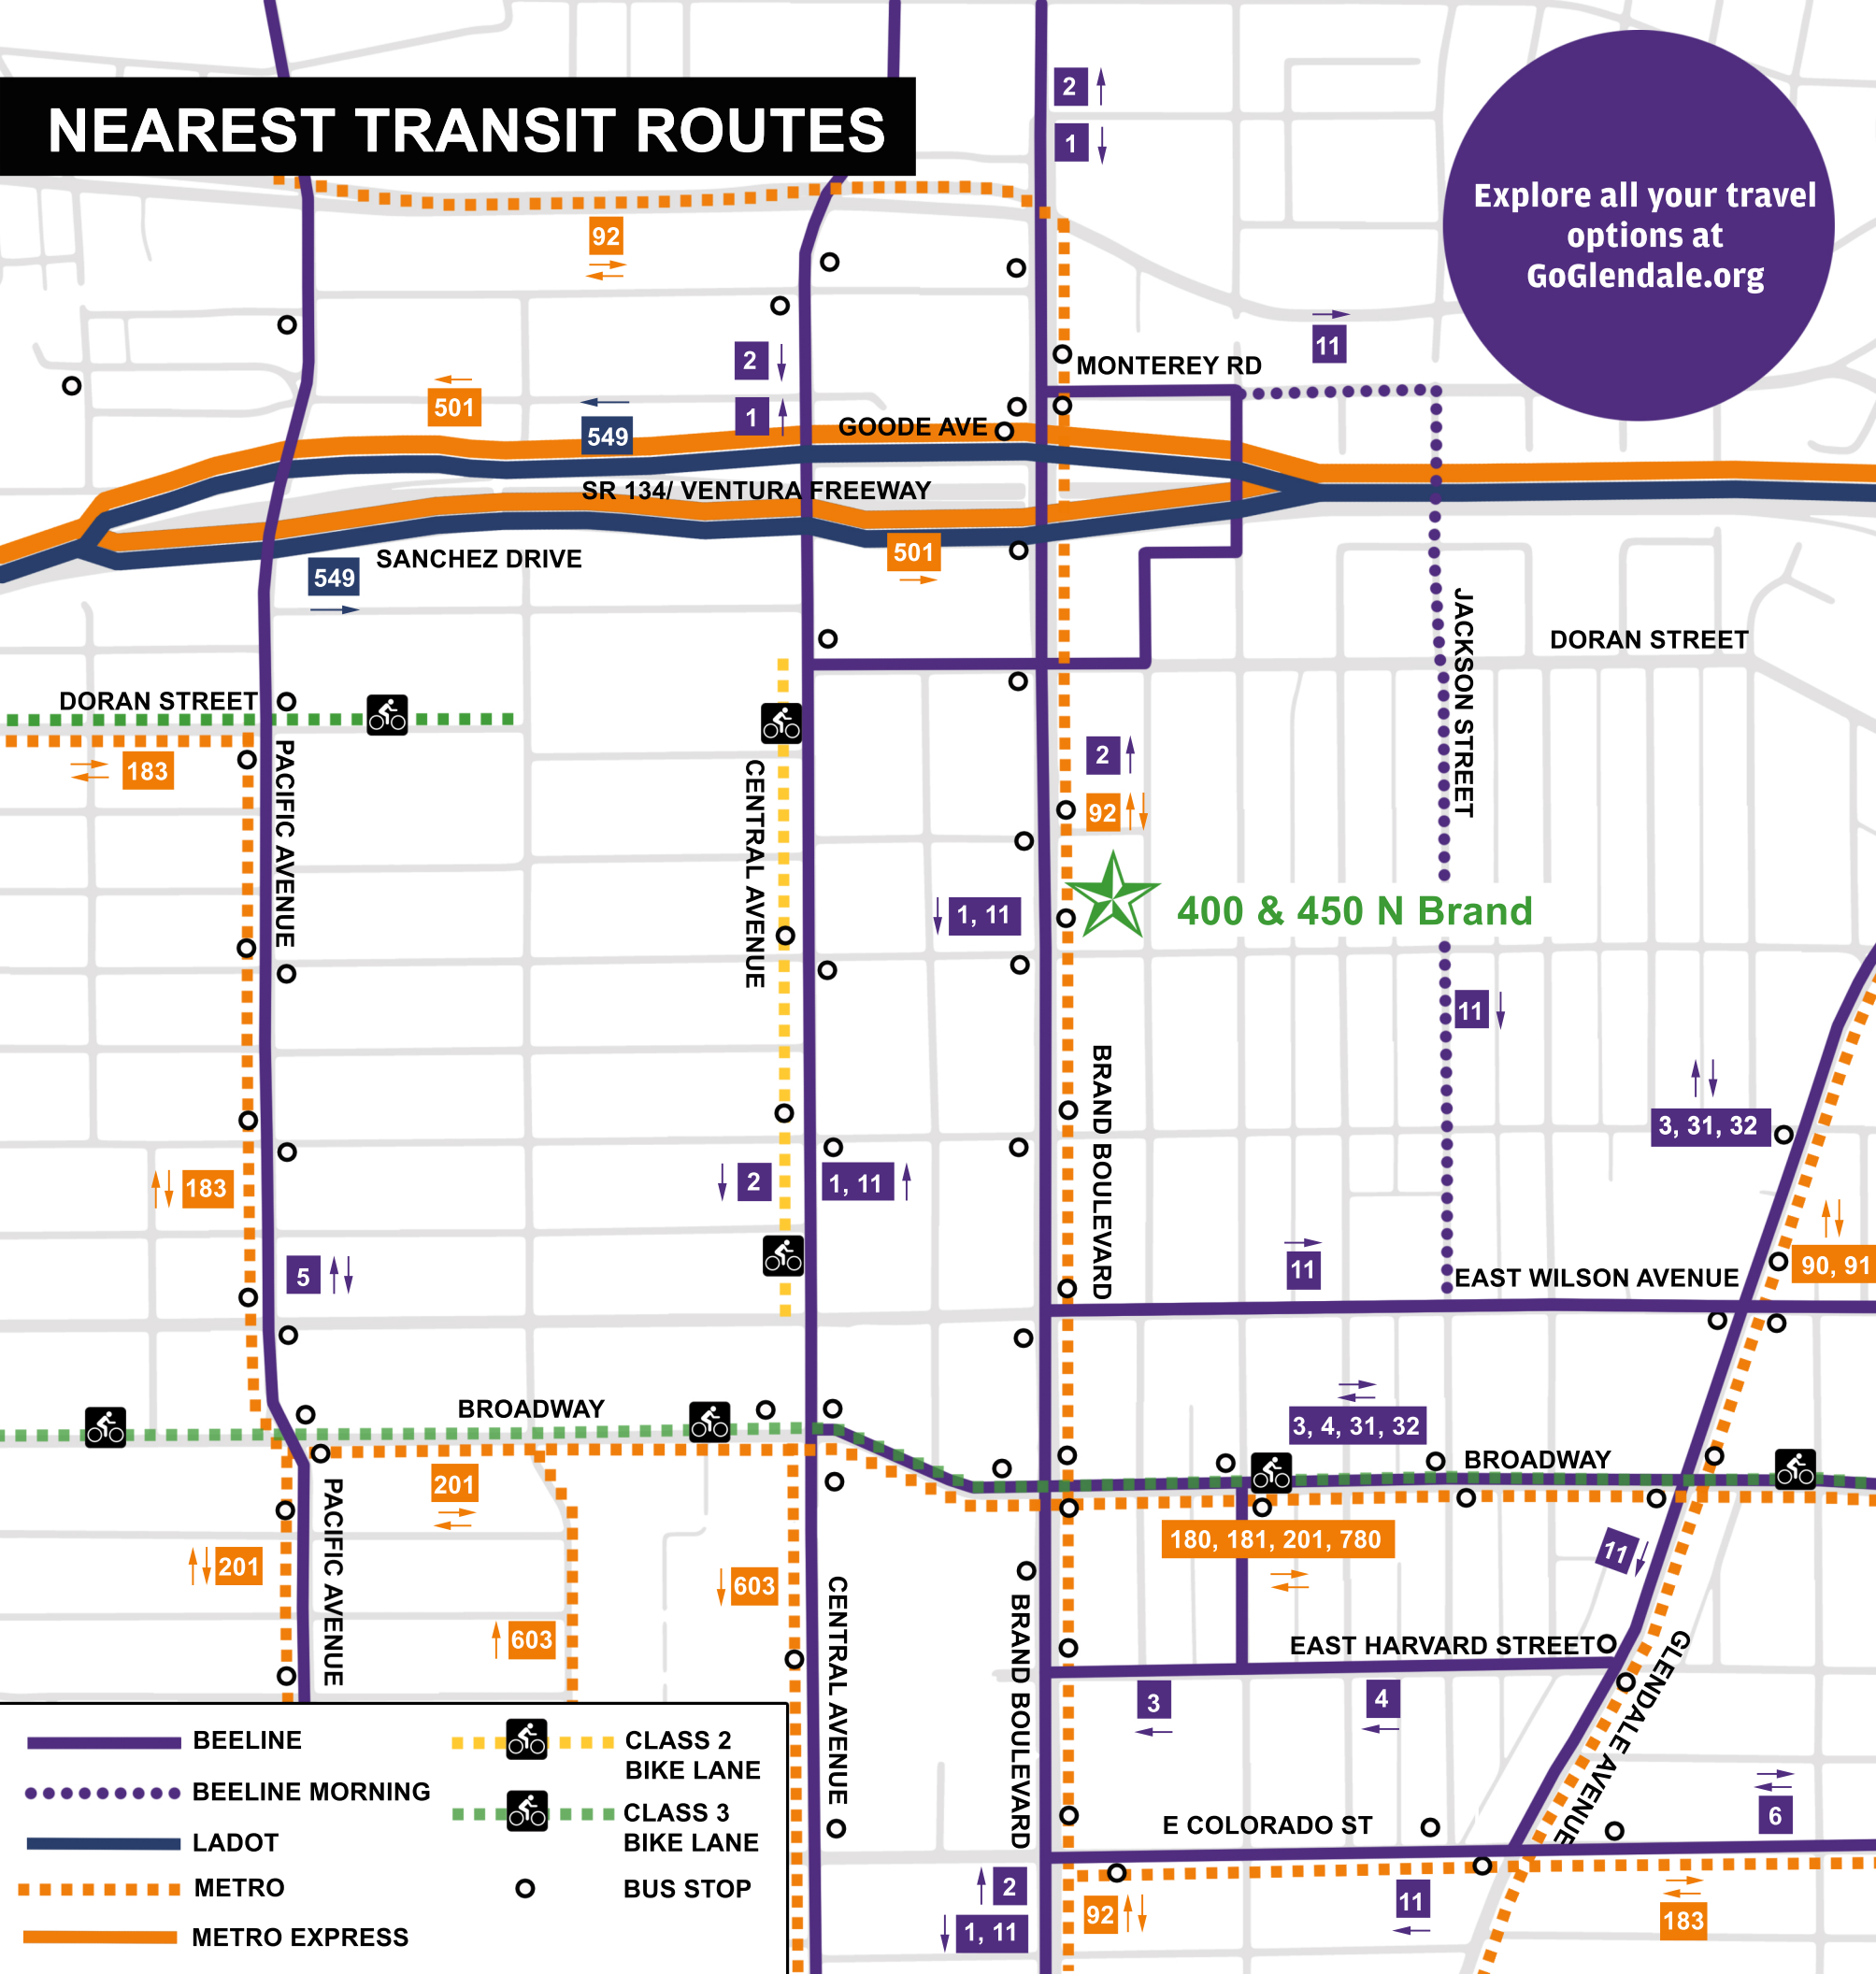 NEAREST TRANSIT ROUTES
2
1
Explore all your travel
options at
GoGlendale.org
92
11
MONTEREY RD
2
501
1
549
GOODE AVE
SR 134/ VENTURA FREEWAY
501
SANCHEZ DRIVE
549
JACKSON STREET
DORAN STREET
DORAN STREET
183
PACIFIC AVENUE
CENTRAL AVENUE
2
92
1, 11
400 & 450 N Brand
11
BRAND BOULEVARD
3, 31, 32
183
2
1, 11
5
11
EAST WILSON AVENUE
90, 91
BROADWAY
3, 4, 31, 32
BROADWAY
201
180, 181, 201, 780
11
201
PACIFIC AVENUE
603
603
CENTRAL AVENUE
BRAND BOULEVARD
EAST HARVARD STREET
GLENDALE AVENUE
3
4
6
E COLORADO ST
2
1, 11
92
11
183
BEELINE
BEELINE MORNING
LADOT
METRO
METRO EXPRESS
CLASS 2
BIKE LANE
CLASS 3
BIKE LANE
BUS STOP